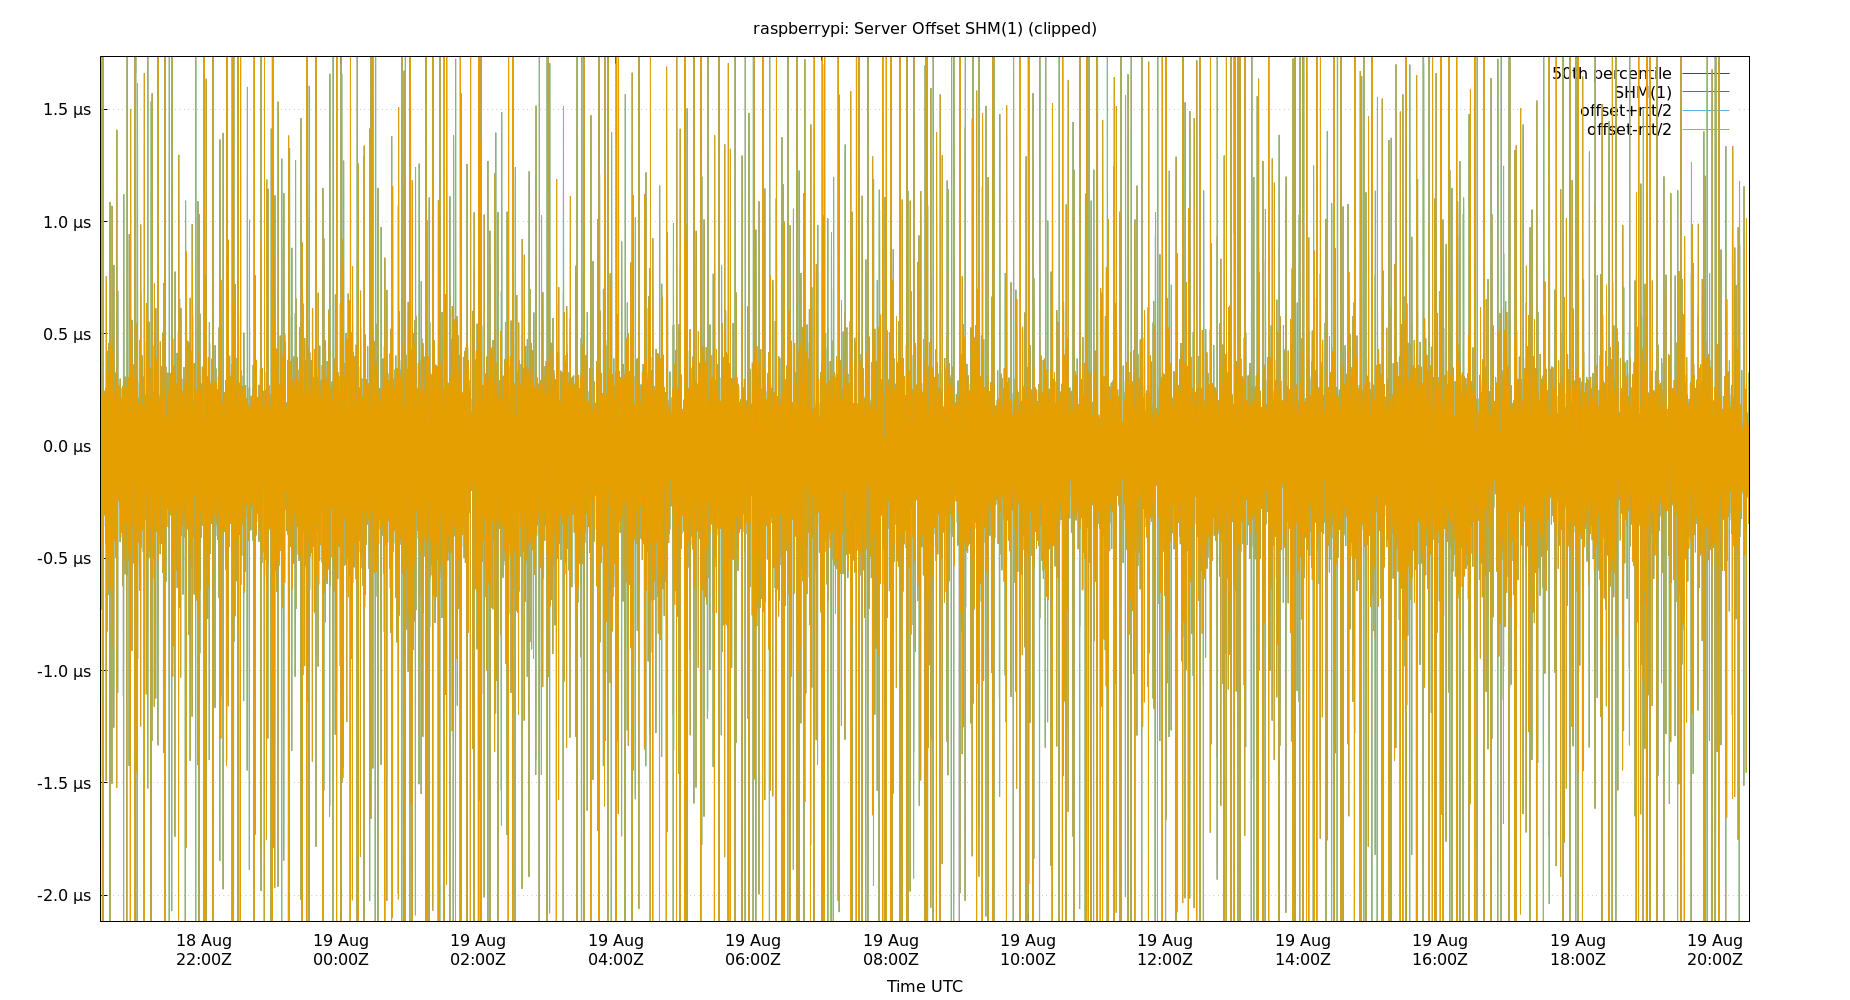 raspberrypi: Server Offset SHM(1) (clipped)
50th percentile
SHM(1)
offset+rtt/2
offset-rtt/2
1.5 µs
1.0 µs
0.5 µs
0.0 µs
-0.5 µs
-1.0 µs
-1.5 µs
-2.0 µs
18 Aug 19 Aug 19 Aug 19 Aug 19 Aug 19 Aug 19 Aug 19 Aug 19 Aug 19 Aug 19 Aug 19 Aug
22:00Z 00:00Z 02:00Z 04:00Z 06:00Z 08:00Z 10:00Z 12:00Z 14:00Z 16:00Z 18:00Z 20:00Z
Time UTC